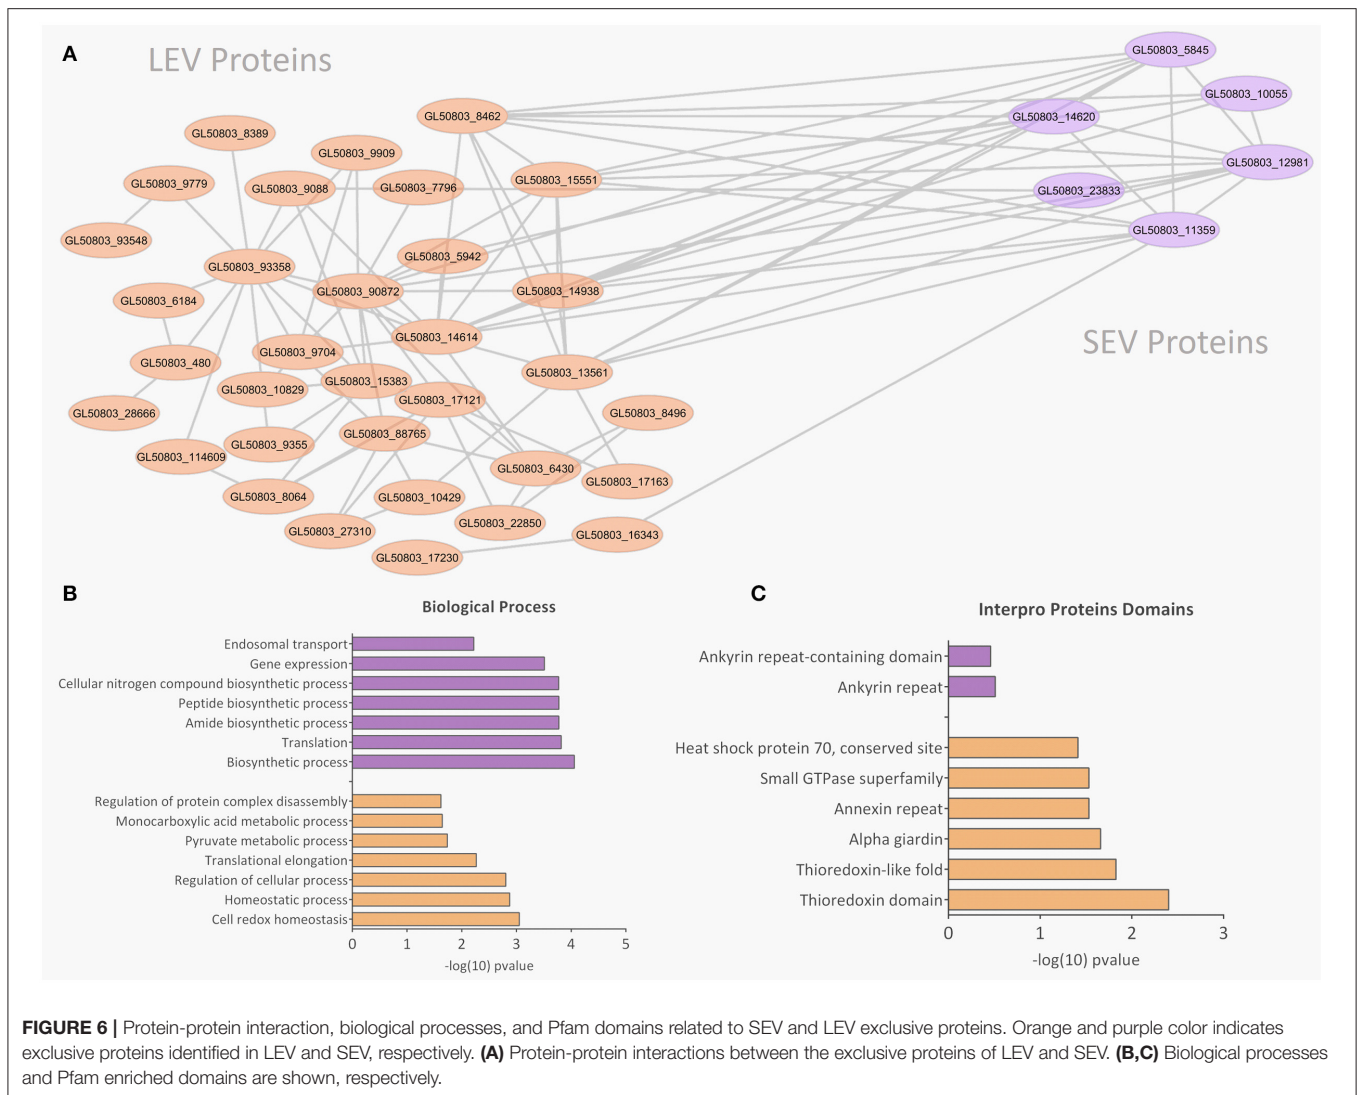 A
LEV Proteins
GL50803_5845
GL50803_10055
GL50803_8462
GL50803_14620
GL50803_8389
GL50803_9909
GL50803_12981
GL50803_9779
GL50803_9088
GL50803_7796
GL50803_15551
GL50803_23833
GL50803_93548
GL50803_11359
GL50803_5942
GL50803_93358
GL50803_6184
GL50803_90872
GL50803_14938
GL50803_14614
SEV Proteins
GL50803_480
GL50803_9704
GL50803_13561
GL50803_10829
GL50803_15383
GL50803_17121
GL50803_28666
GL50803_8496
GL50803_9355
GL50803_88765
GL50803_114609
GL50803_6430
GL50803_17163
GL50803_8064
GL50803_10429
GL50803_27310
GL50803_22850
GL50803_16343
GL50803_17230
B
Biological Process
Endosomal transport
Gene expression
Cellular nitrogen compound biosynthetic process
Peptide biosynthetic process
Amide biosynthetic process
Translation
Biosynthetic process
Regulation of protein complex disassembly
Monocarboxylic acid metabolic process
Pyruvate metabolic process
Translational elongation
Regulation of cellular process
Homeostatic process
Cell redox homeostasis
0 1 2 3 4 5
-log(10) pvalue
C
Interpro Proteins Domains
Ankyrin repeat-containing domain
Ankyrin repeat
Heat shock protein 70, conserved site
Small GTPase superfamily
Annexin repeat
Alpha giardin
Thioredoxin-like fold
Thioredoxin domain
0 1 2 3
-log(10) pvalue
FIGURE 6 | Protein-protein interaction, biological processes, and Pfam domains related to SEV and LEV exclusive proteins. Orange and purple color indicates
exclusive proteins identified in LEV and SEV, respectively. (A) Protein-protein interactions between the exclusive proteins of LEV and SEV. (B,C) Biological processes
and Pfam enriched domains are shown, respectively.